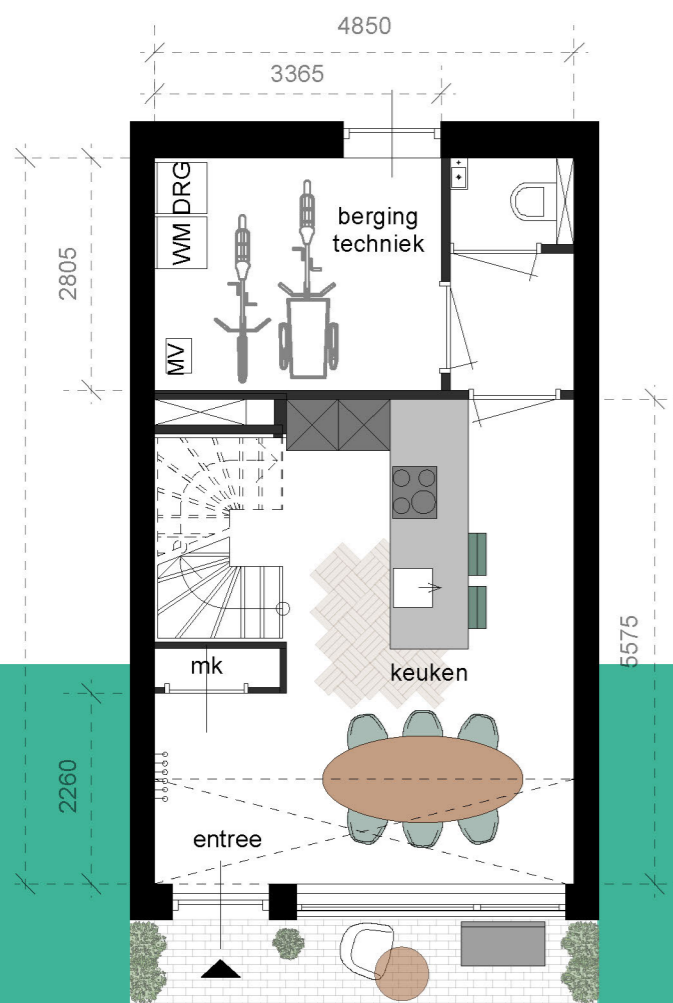 4850
3365
DRG
WM
berging
techniek
2805
MV
mk
keuken
5575
2260
entree